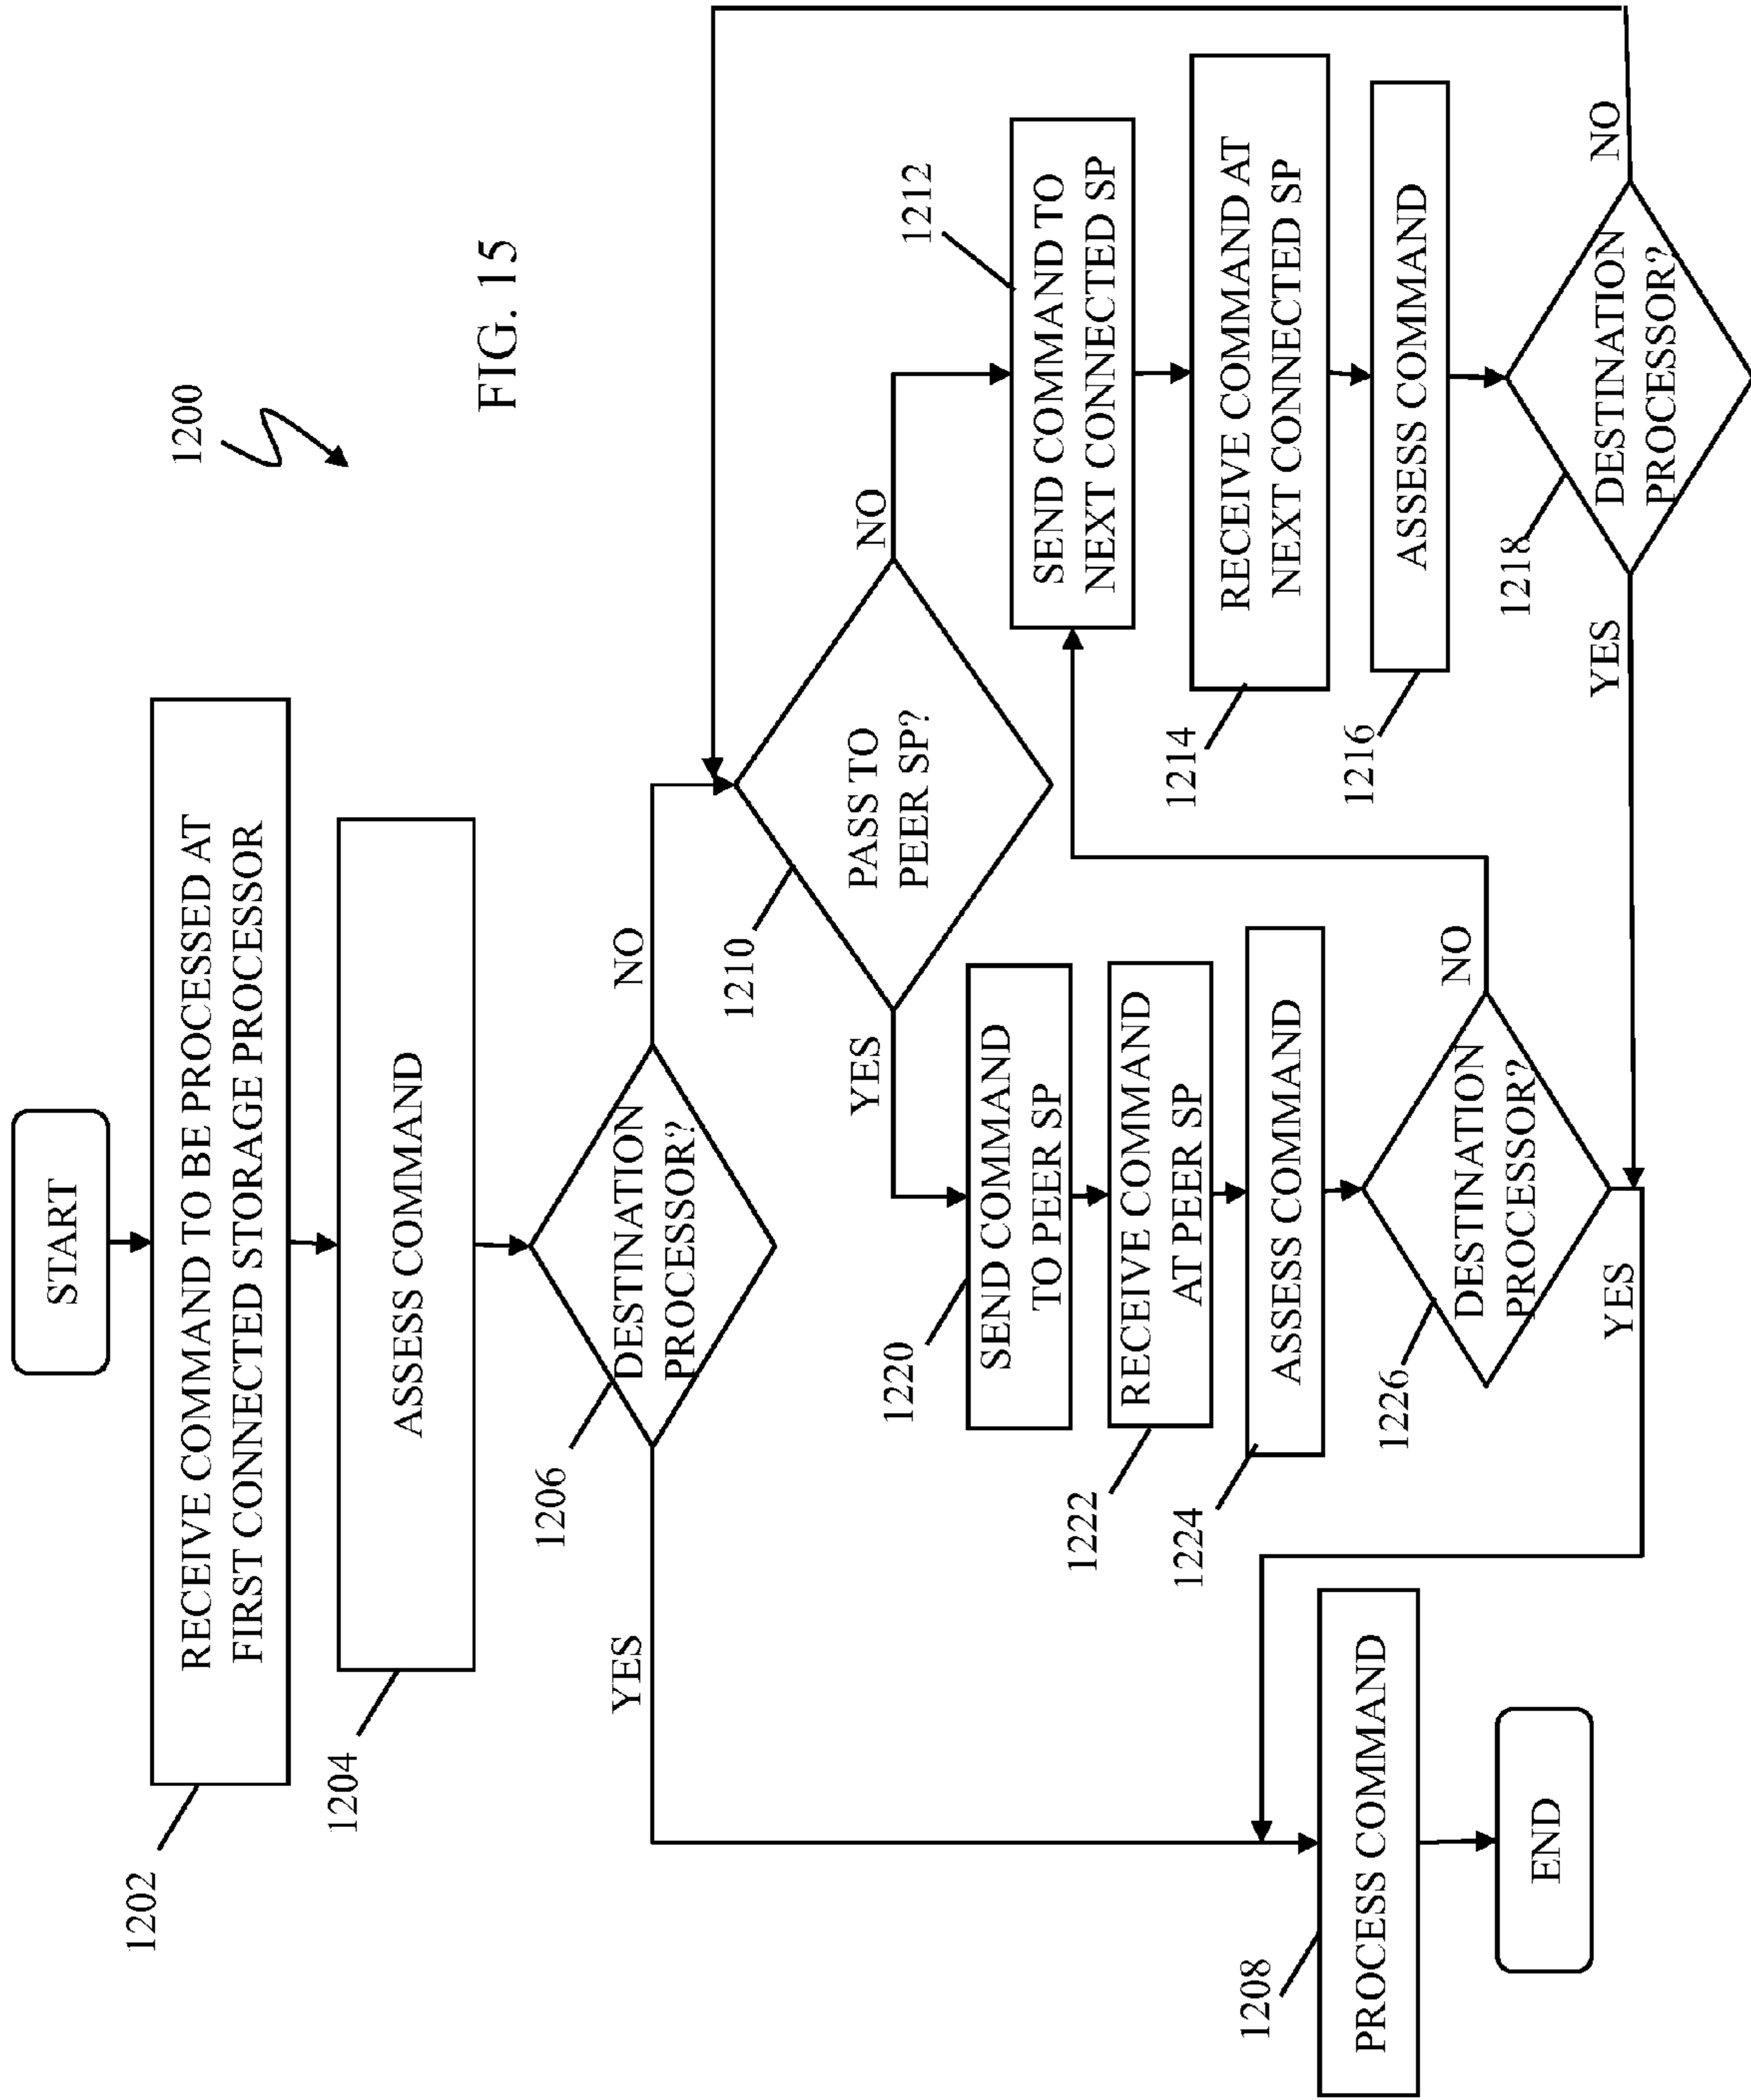 START
RECEIVE COMMAND TO BE PROCESSED AT
FIRST CONNECTED STORAGE PROCESSOR
1202
ASSESS COMMAND
1204
1200
FIG. 15
DESTINATION
PROCESSOR?
1206
YES
NO
PASS TO
PEER SP?
1210
YES
NO
SEND COMMAND TO
NEXT CONNECTED SP
1212
RECEIVE COMMAND AT
NEXT CONNECTED SP
1214
ASSESS COMMAND
1216
DESTINATION
PROCESSOR?
1218
YES
NO
SEND COMMAND
TO PEER SP
1220
RECEIVE COMMAND
AT PEER SP
1222
ASSESS COMMAND
1224
DESTINATION
PROCESSOR?
1226
NO
YES
PROCESS COMMAND
1208
END